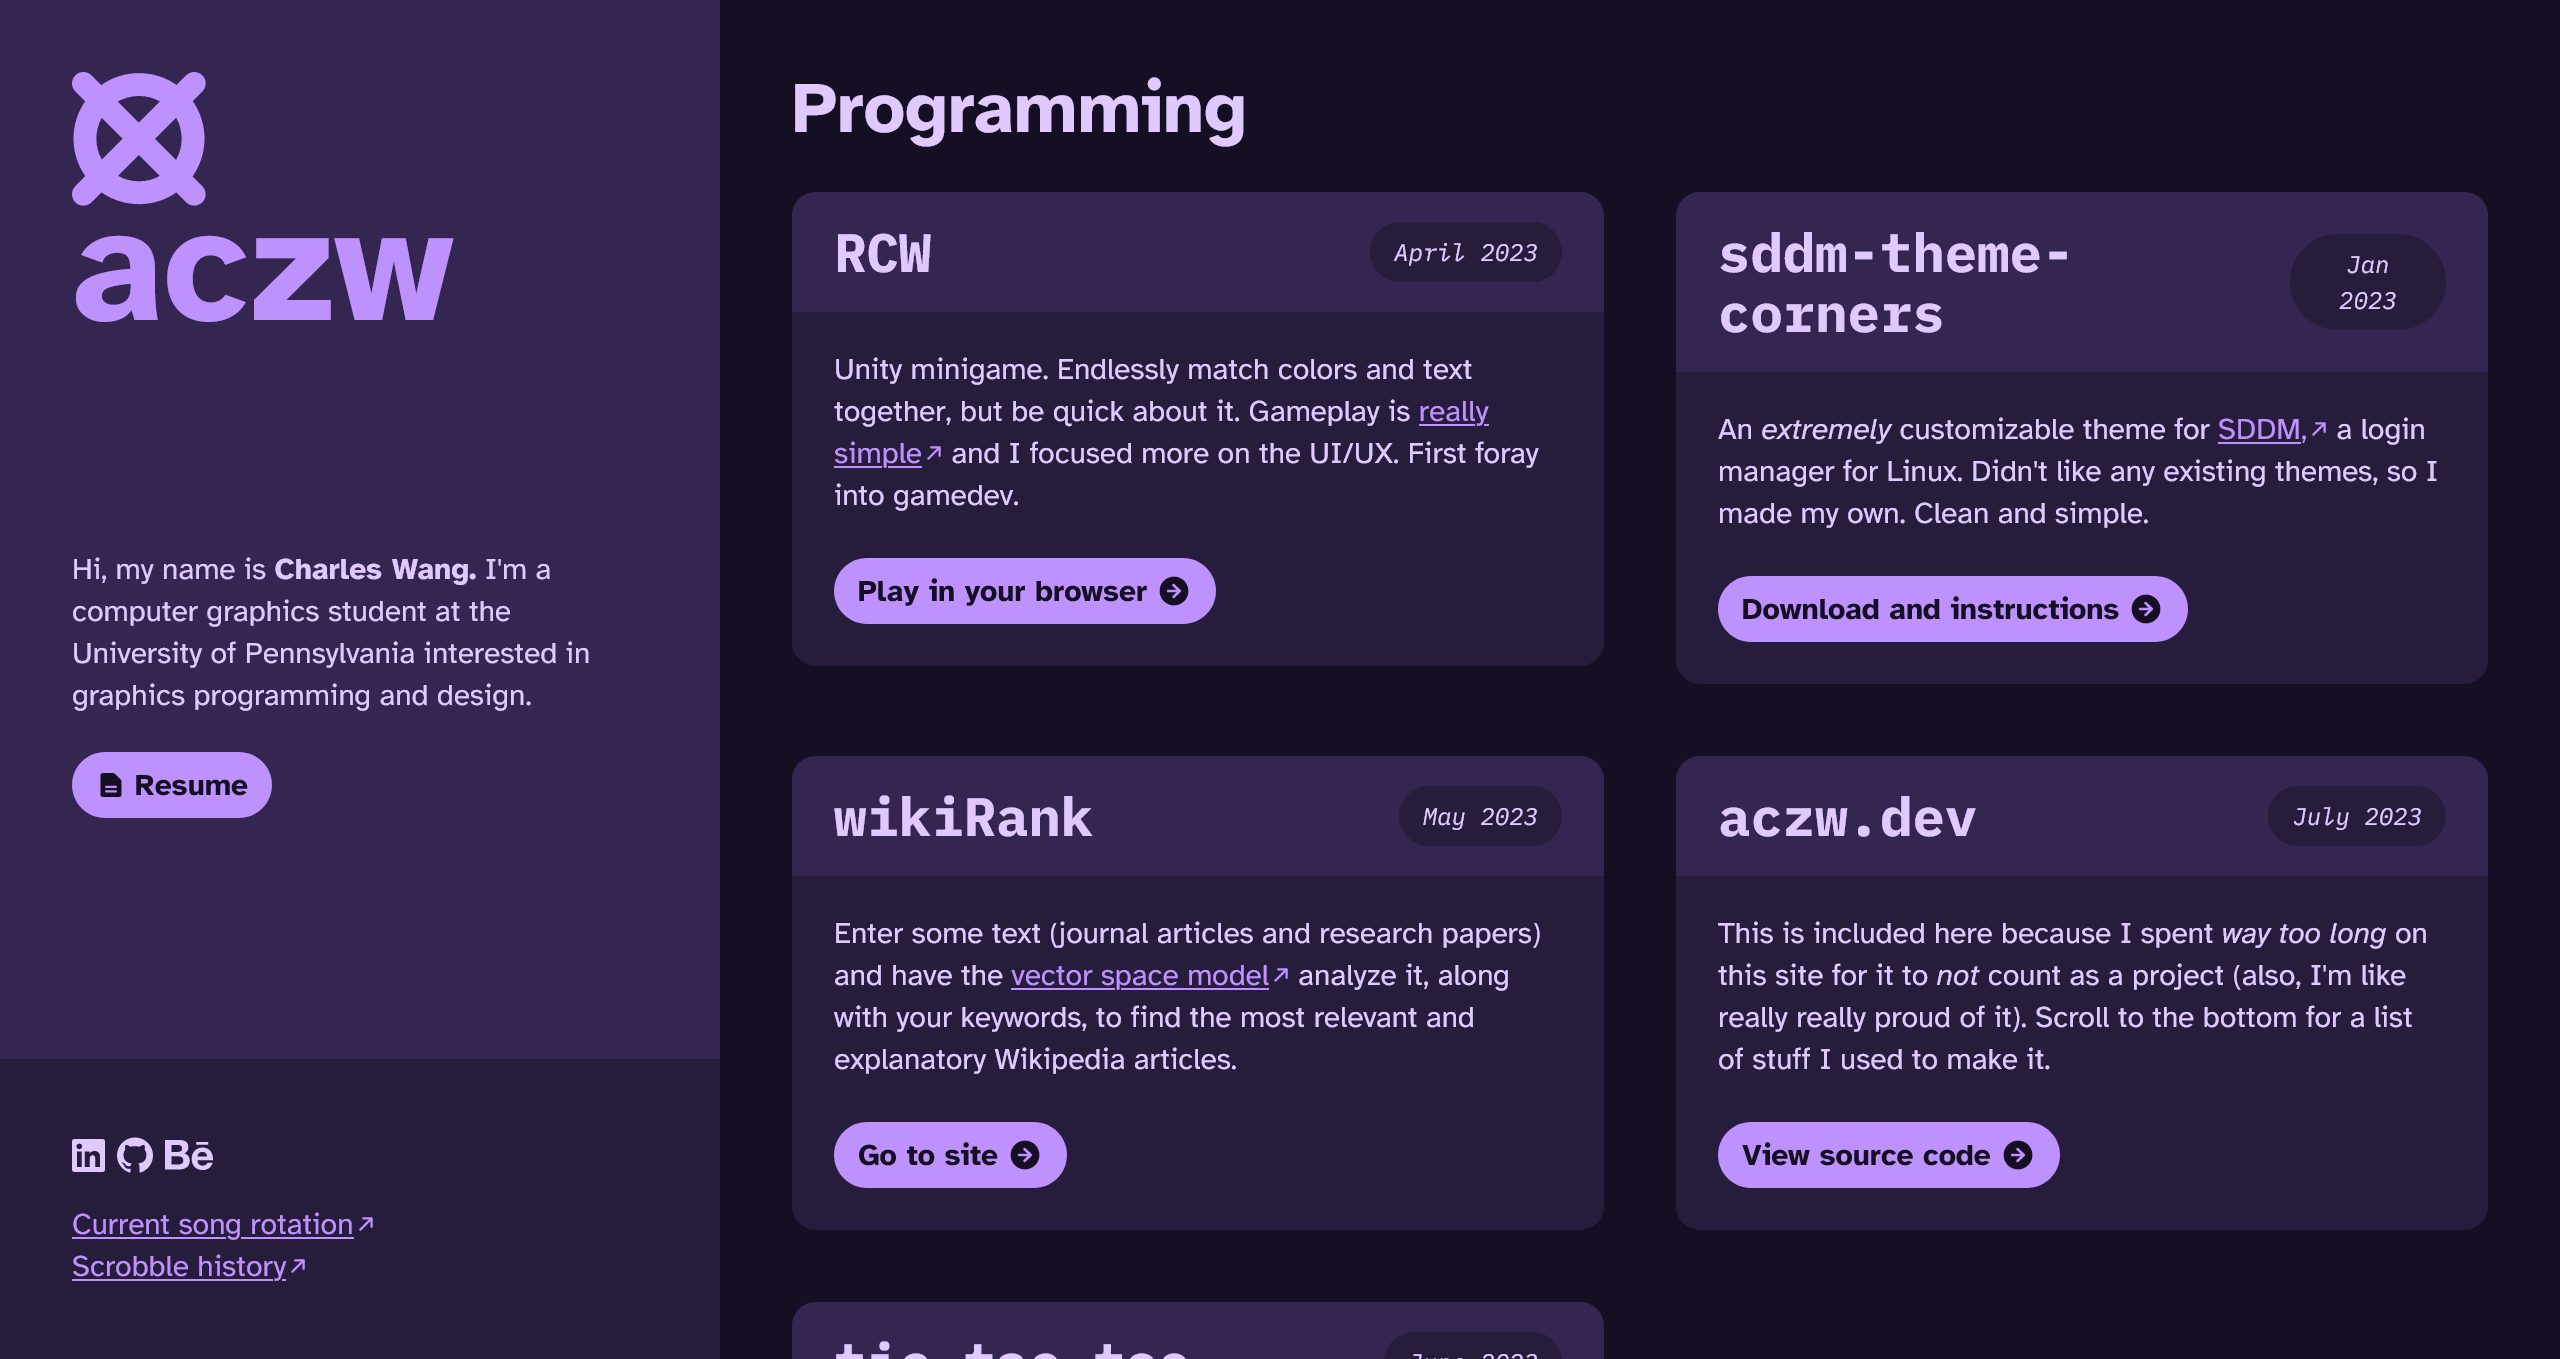 aczw
Hi, my name is Charles Wang. I'm a
computer graphics student at the
University of Pennsylvania interested in
graphics programming and design.
Resume
in
Bē
Current song rotation
Scrobble history
Programming
RCW
April 2023
Unity minigame. Endlessly match colors and text
together, but be quick about it. Gameplay is really
simple and I focused more on the UI/UX. First foray
into gamedev.
Play in your browser
sddm-theme-
corners
Jan
2023
An extremely customizable theme for SDDM, a login
manager for Linux. Didn't like any existing themes, so I
made my own. Clean and simple.
Download and instructions
wikiRank
May 2023
Enter some text (journal articles and research papers)
and have the vector space model analyze it, along
with your keywords, to find the most relevant and
explanatory Wikipedia articles.
Go to site
aczw.dev
July 2023
This is included here because I spent way too long on
this site for it to not count as a project (also, I'm like
really really proud of it). Scroll to the bottom for a list
of stuff I used to make it.
View source code